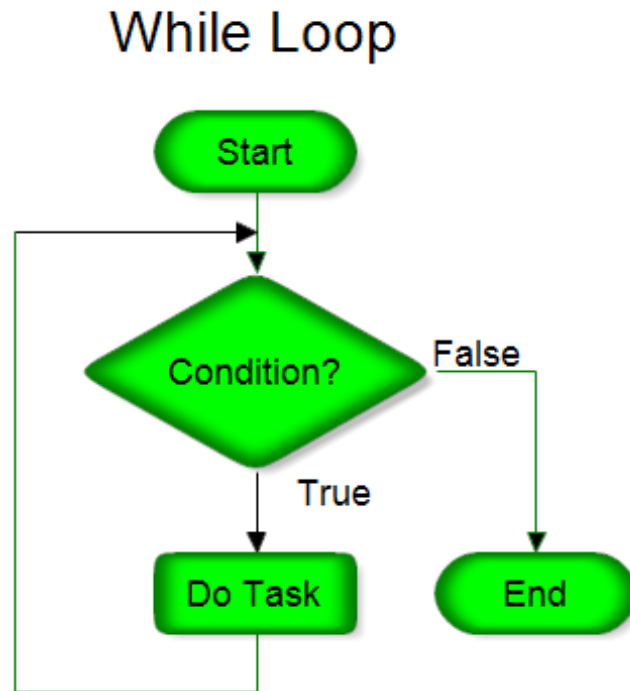 While Loop
Start
Condition?
False
True
Do Task
End